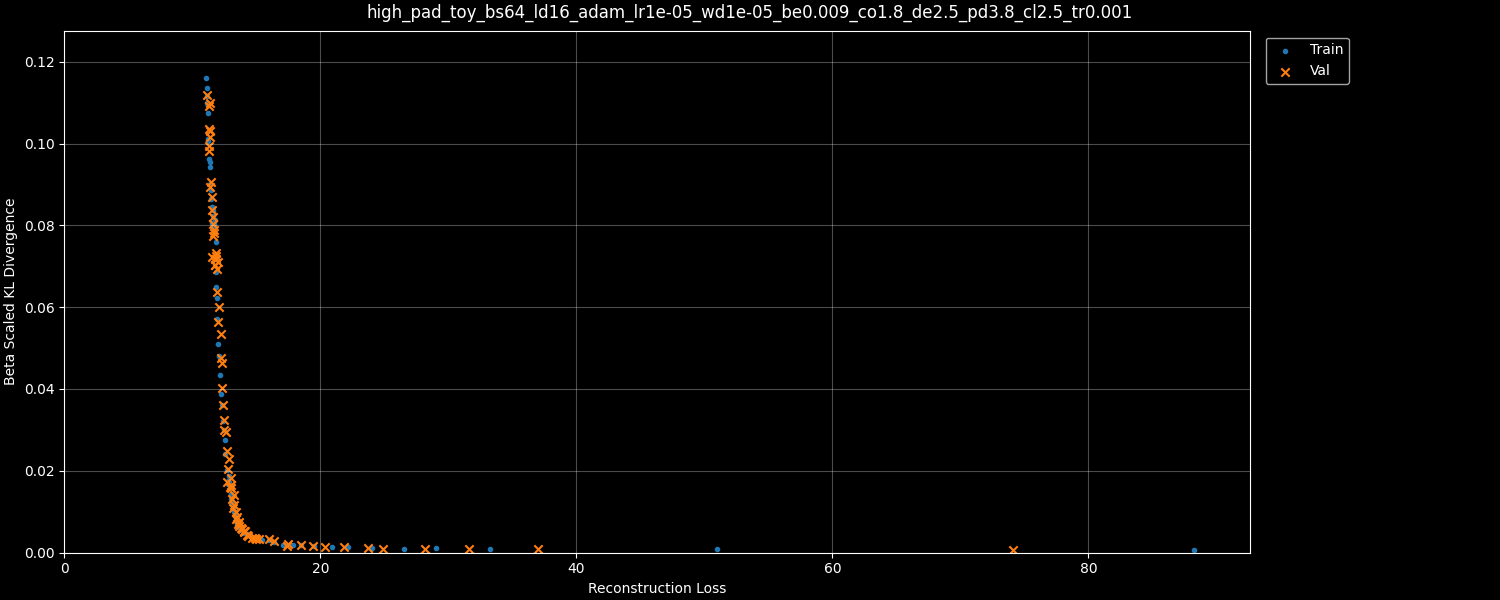 high_pad_toy_bs64_ld16_adam_lr1e-05_wd1e-05_be0.009_co1.8_de2.5_pd3.8_cl2.5_tr0.001
Train
Val
0.12
0.10
0.08
0.06
0.04
0.02
0.00
Beta Scaled KL Divergence
0 20 40 60 80
Reconstruction Loss